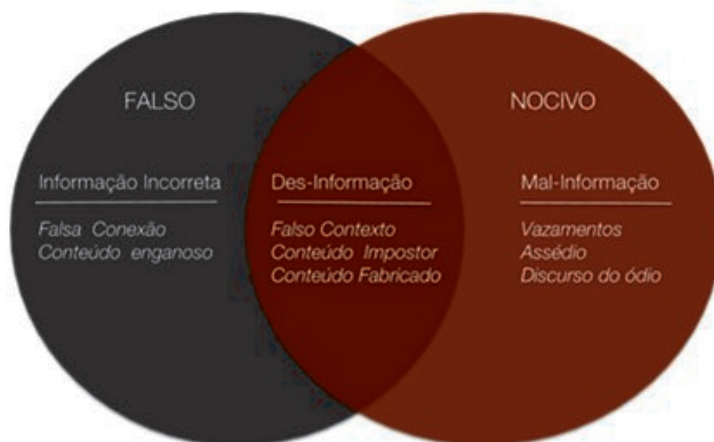 FALSO
NOCIVO
Informação Incorreta
Falsa Conexão
Conteúdo enganoso
Des-Informação
Falso Contexto
Conteúdo Impostor
Conteúdo Fabricado
Mal-Informação
Vazamentos
Assédio
Discurso do ódio